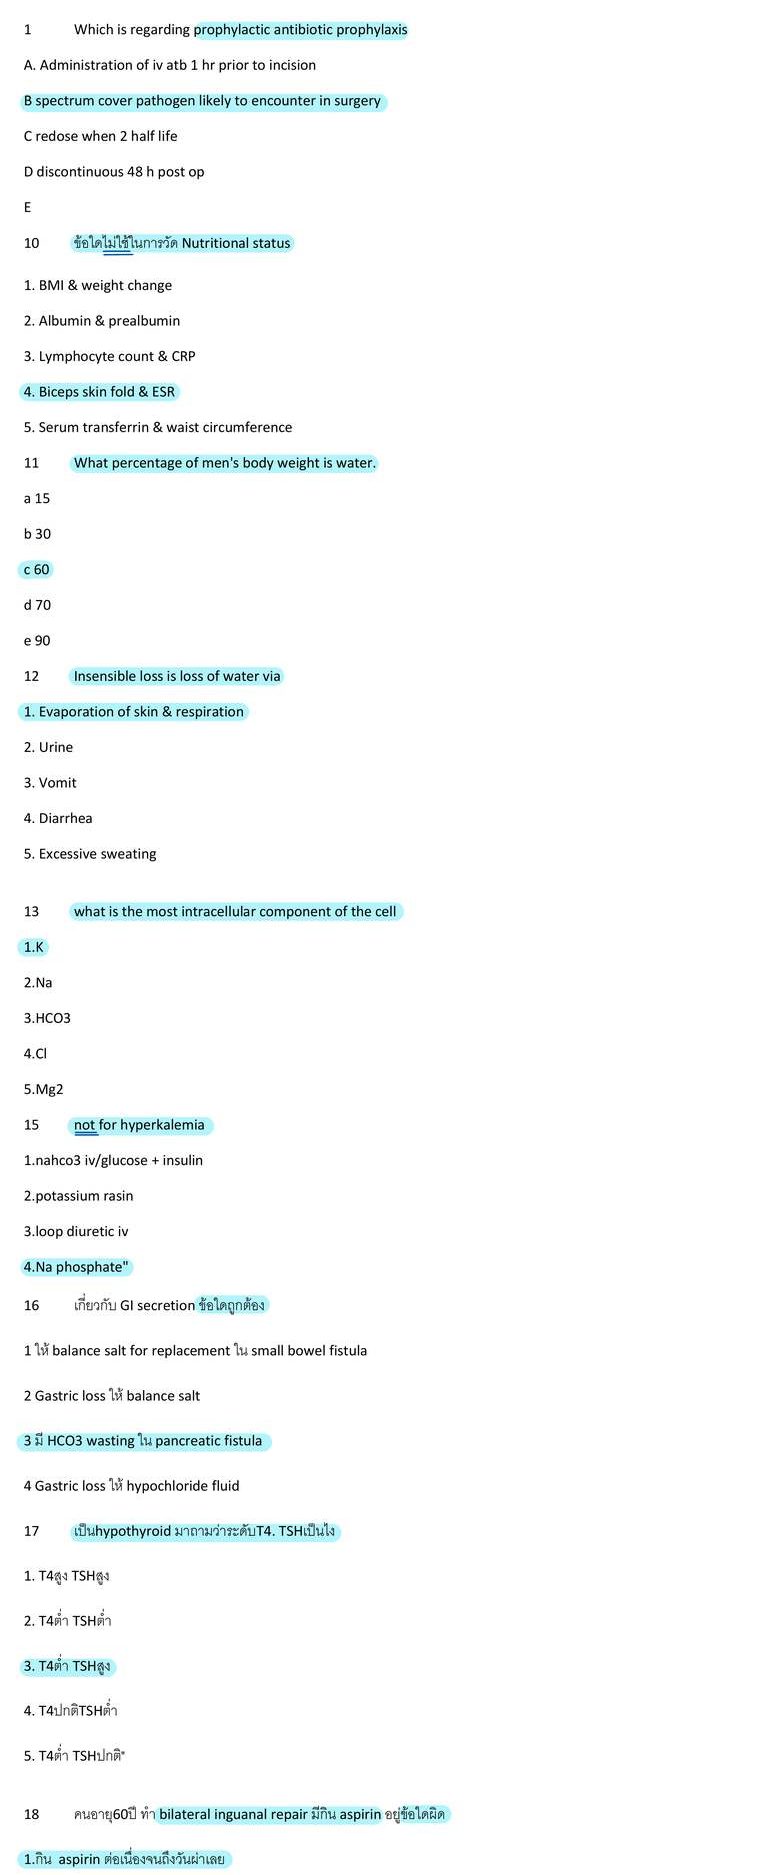 1 Which is regarding prophylactic antibiotic prophylaxis
A. Administration of iv atb 1 hr prior to incision
B spectrum cover pathogen likely to encounter in surgery
C redose when 2 half life
D discontinuous 48 h post op
E
10 ข้อใดไม่ใช้ในการวัด Nutritional status
1. BMI & weight change
2. Albumin & prealbumin
3. Lymphocyte count & CRP
4. Biceps skin fold & ESR
5. Serum transferrin & waist circumference
11 What percentage of men's body weight is water.
a 15
b 30
c 60
d 70
e 90
12 Insensible loss is loss of water via
1. Evaporation of skin & respiration
2. Urine
3. Vomit
4. Diarrhea
5. Excessive sweating
13 what is the most intracellular component of the cell
1.K
2.Na
3.HCO3
4.Cl
5.Mg2
15 not for hyperkalemia
1.nahco3 iv/glucose + insulin
2.potassium rasin
3.loop diuretic iv
4.Na phosphate"
16 เกี่ยวกับ GI secretion ข้อใดถูกต้อง
1 ให้ balance salt for replacement ใน small bowel fistula
2 Gastric loss ให้ balance salt
3 มี HCO3 wasting ใน pancreatic fistula
4 Gastric loss ให้ hypochloride fluid
17 เป็นhypothyroid มาถามว่าระดับT4. TSHเป็นไง
1. T4สูง TSHสูง
2. T4ต่ำ TSHต่ำ
3. T4ต่ำ TSHสูง
4. T4ปกติTSHต่ำ
5. T4ต่ำ TSHปกติ"
18 คนอายุ60ปี ทำ bilateral inguanal repair มีกิน aspirin อยู่ข้อใดผิด
1.กิน aspirin ต่อเนื่องจนถึงวันผ่าเลย